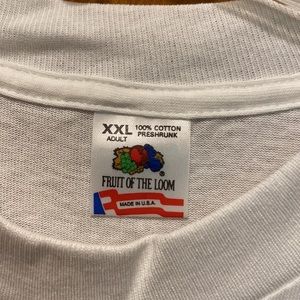 XXL 100% COTTON
ADULT PRESHRUNK
®
FRUIT OF THE LOOM
MADE IN U.S.A.